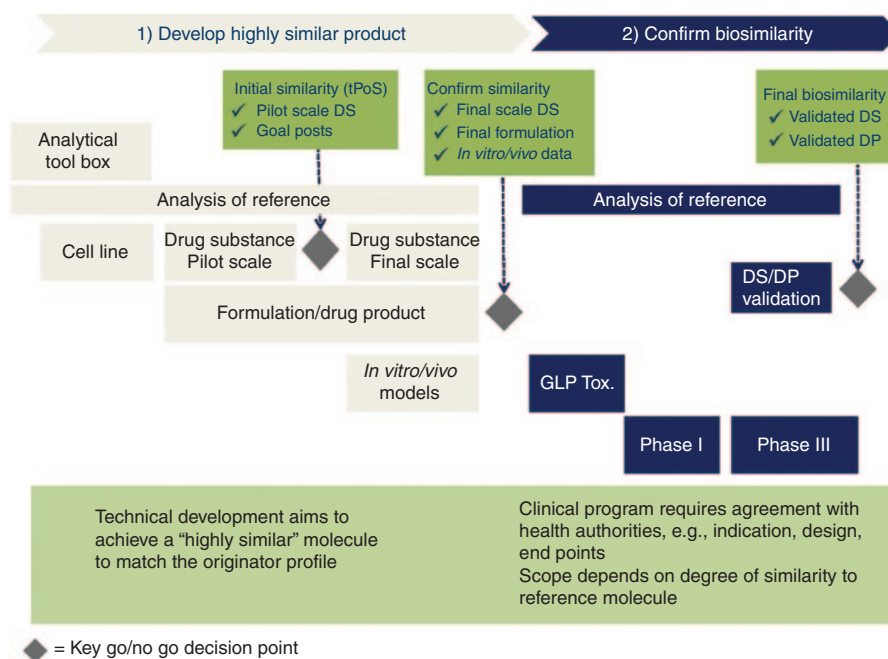 1) Develop highly similar product
2) Confirm biosimilarity
Initial similarity (tPoS)
✓ Pilot scale DS
✓ Goal posts
Confirm similarity
✓ Final scale DS
✓ Final formulation
✓ In vitro/vivo data
Final biosimilarity
✓ Validated DS
✓ Validated DP
Analytical
tool box
Analysis of reference
Analysis of reference
Cell line
Drug substance
Pilot scale
Drug substance
Final scale
DS/DP
validation
Formulation/drug product
In vitro/vivo
models
GLP Tox.
Phase I
Phase III
Technical development aims to
achieve a “highly similar” molecule
to match the originator profile
Clinical program requires agreement with
health authorities, e.g., indication, design,
end points
Scope depends on degree of similarity to
reference molecule
= Key go/no go decision point